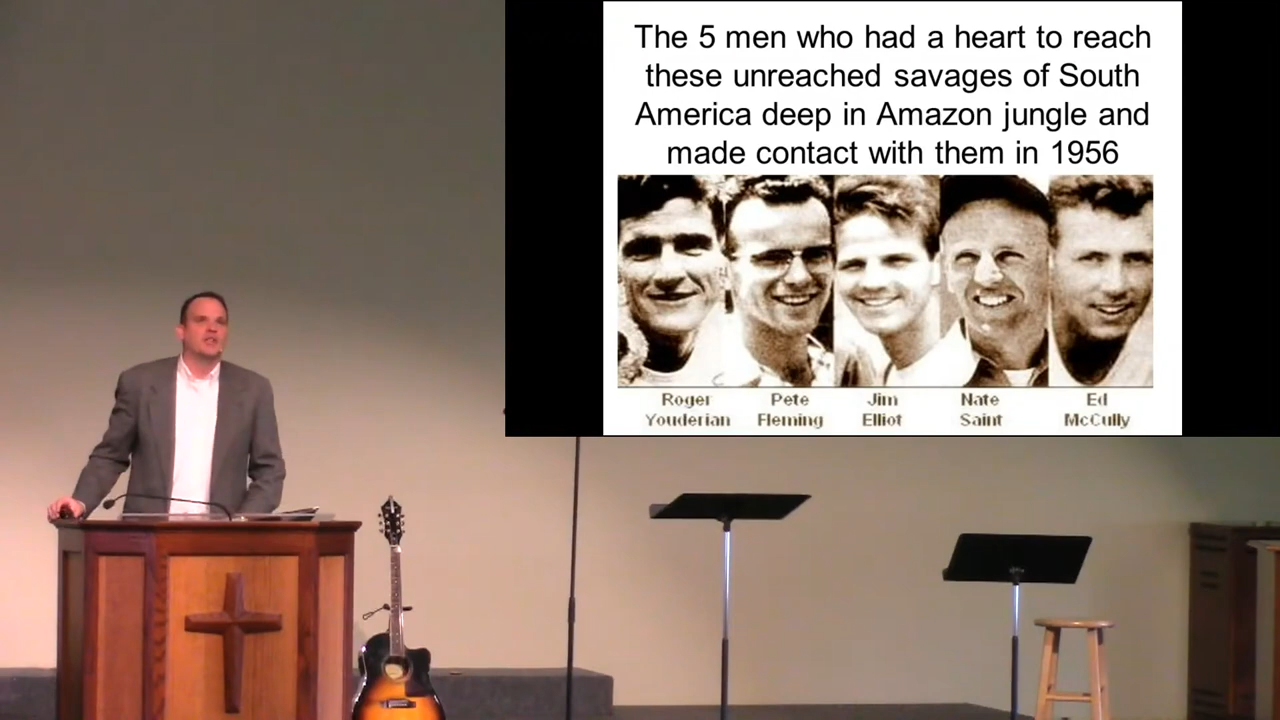 The 5 men who had a heart to reach
these unreached savages of South
America deep in Amazon jungle and
made contact with them in 1956
Roger Pete Jim Nate Ed
Youderian Fleming Elliot Saint McCully